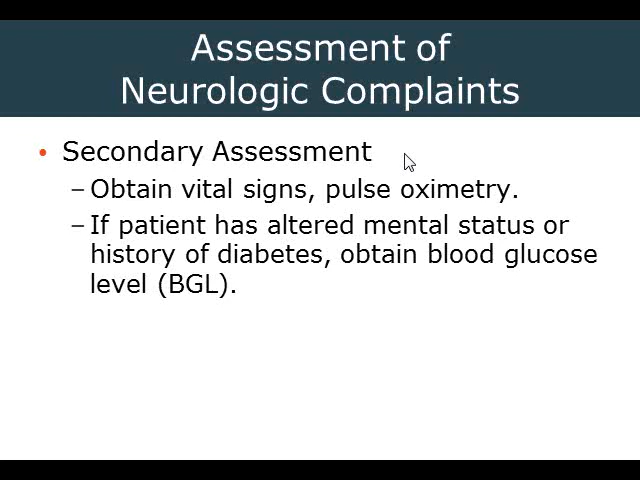 Assessment of
Neurologic Complaints
• Secondary Assessment
– Obtain vital signs, pulse oximetry.
– If patient has altered mental status or
history of diabetes, obtain blood glucose
level (BGL).